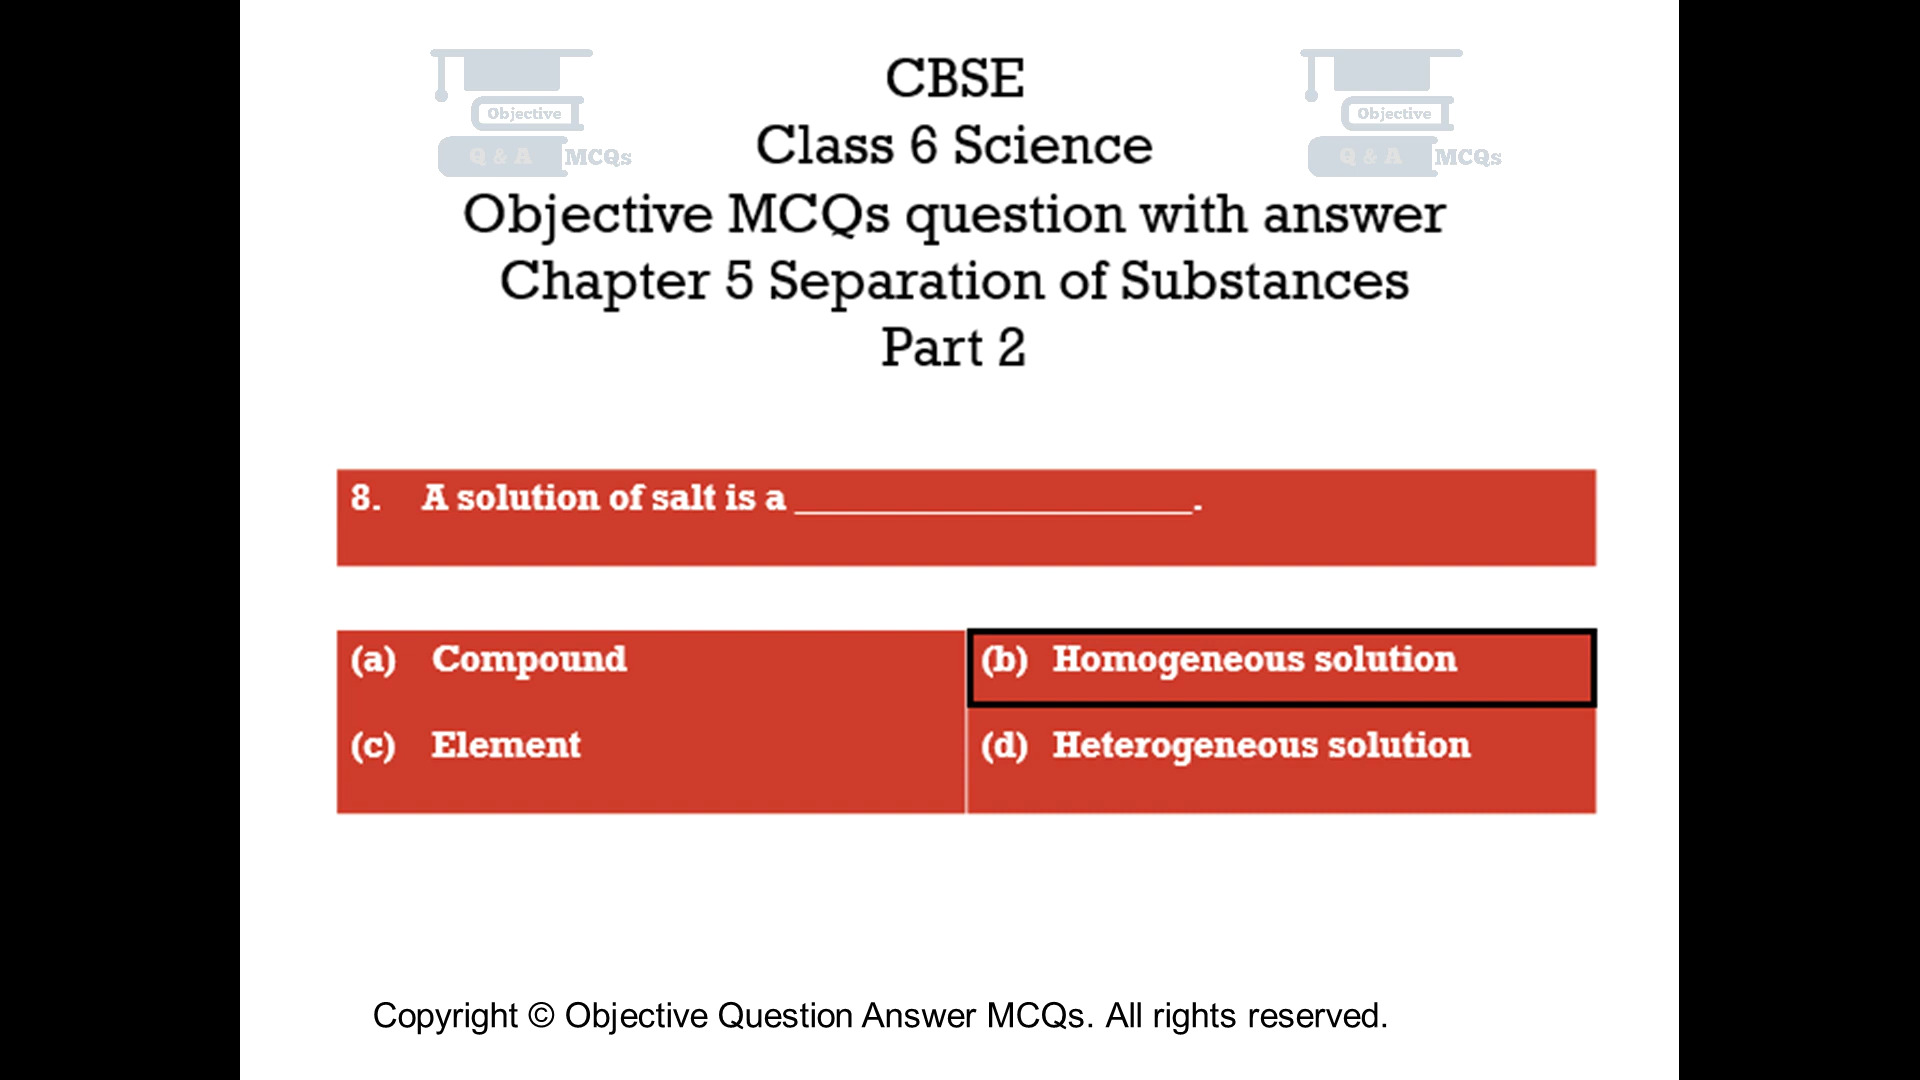 Objective
Q & A MCQs
Objective
Q & A MCQs
CBSE
Class 6 Science
Objective MCQs question with answer
Chapter 5 Separation of Substances
Part 2
8. A solution of salt is a ____________________.
(a) Compound
(b) Homogeneous solution
(c) Element
(d) Heterogeneous solution
Copyright © Objective Question Answer MCQs. All rights reserved.